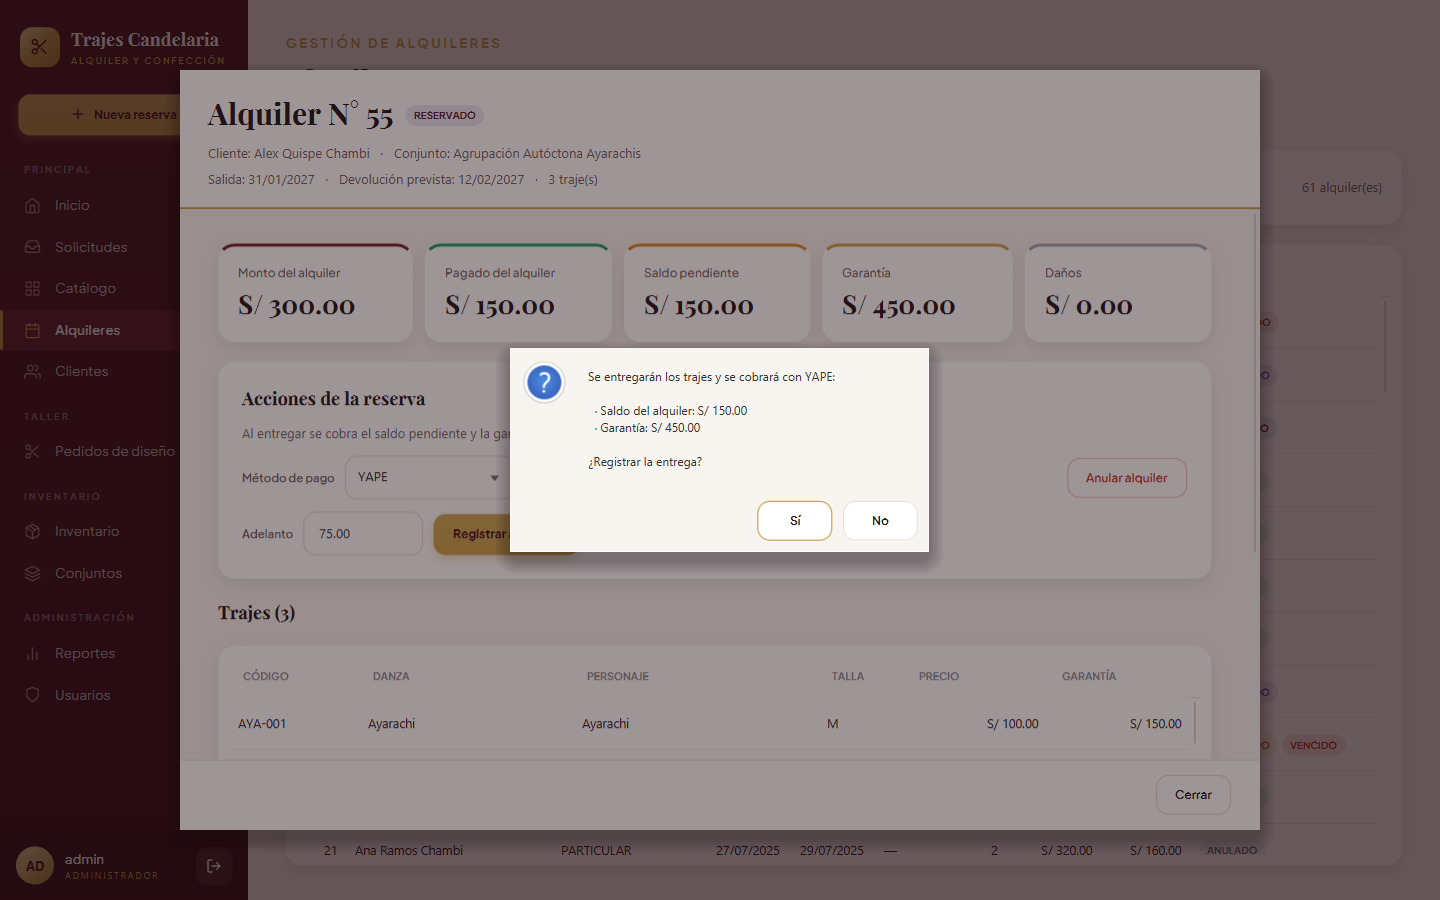 Trajes Candelaria
ALQUILER Y CONFECCIÓN
Nueva reserva
PRINCIPAL
Inicio
Solicitudes
Catálogo
Alquileres
Clientes
TALLER
Pedidos de diseño
INVENTARIO
Inventario
Conjuntos
ADMINISTRACIÓN
Reportes
Usuarios
AD
admin
ADMINISTRADOR
GESTIÓN DE ALQUILERES
61 alquiler(es)
Alquiler N° 55 RESERVADO
Cliente: Alex Quispe Chambi · Conjunto: Agrupación Autóctona Ayarachis
Salida: 31/01/2027 · Devolución prevista: 12/02/2027 · 3 traje(s)
Monto del alquiler
S/ 300.00
Pagado del alquiler
S/ 150.00
Saldo pendiente
S/ 150.00
Garantía
S/ 450.00
Daños
S/ 0.00
Acciones de la reserva
Al entregar se cobra el saldo pendiente y la
Método de pago YAPE
Anular alquiler
Adelanto 75.00 Registrar
Se entregarán los trajes y se cobrará con YAPE:
· Saldo del alquiler: S/ 150.00
· Garantía: S/ 450.00
¿Registrar la entrega?
Sí No
Trajes (3)
CÓDIGO DANZA PERSONAJE TALLA PRECIO GARANTÍA
AYA-001 Ayarachi Ayarachi M S/ 100.00 S/ 150.00
VENCIDO
Cerrar
21 Ana Ramos Chambi PARTICULAR 27/07/2025 29/07/2025 — 2 S/ 320.00 S/ 160.00 ANULADO